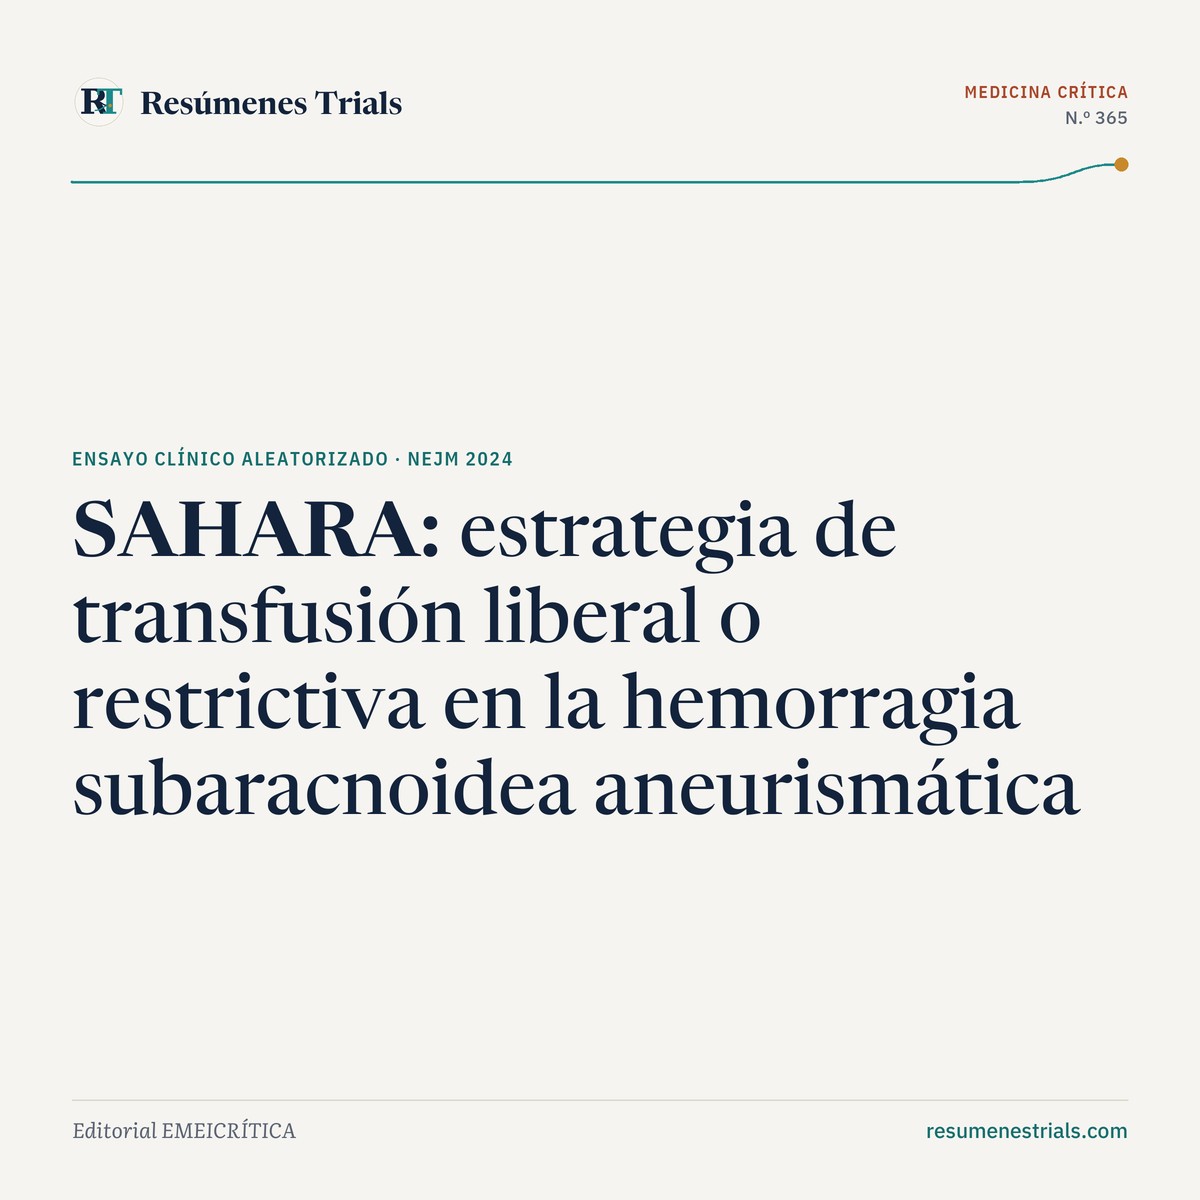 RT Resúmenes Trials
MEDICINA CRÍTICA
N.º 365
ENSAYO CLÍNICO ALEATORIZADO · NEJM 2024
SAHARA: estrategia de
transfusión liberal o
restrictiva en la hemorragia
subaracnoidea aneurismática
Editorial EMEICRÍTICA
resumenestrials.com